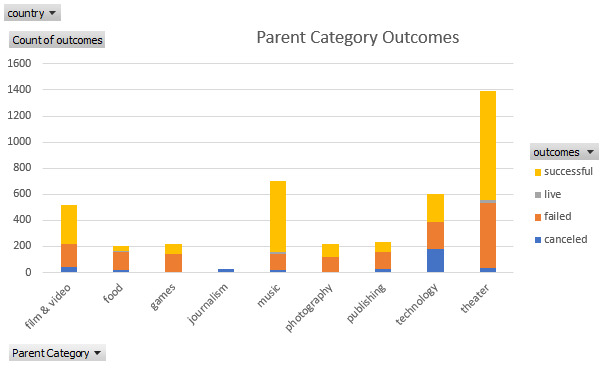 country
Count of outcomes
Parent Category Outcomes
1600
1400
1200
1000
800
600
400
200
0
film & video
food
games
journalism
music
photography
publishing
technology
theater
outcomes
successful
live
failed
canceled
Parent Category